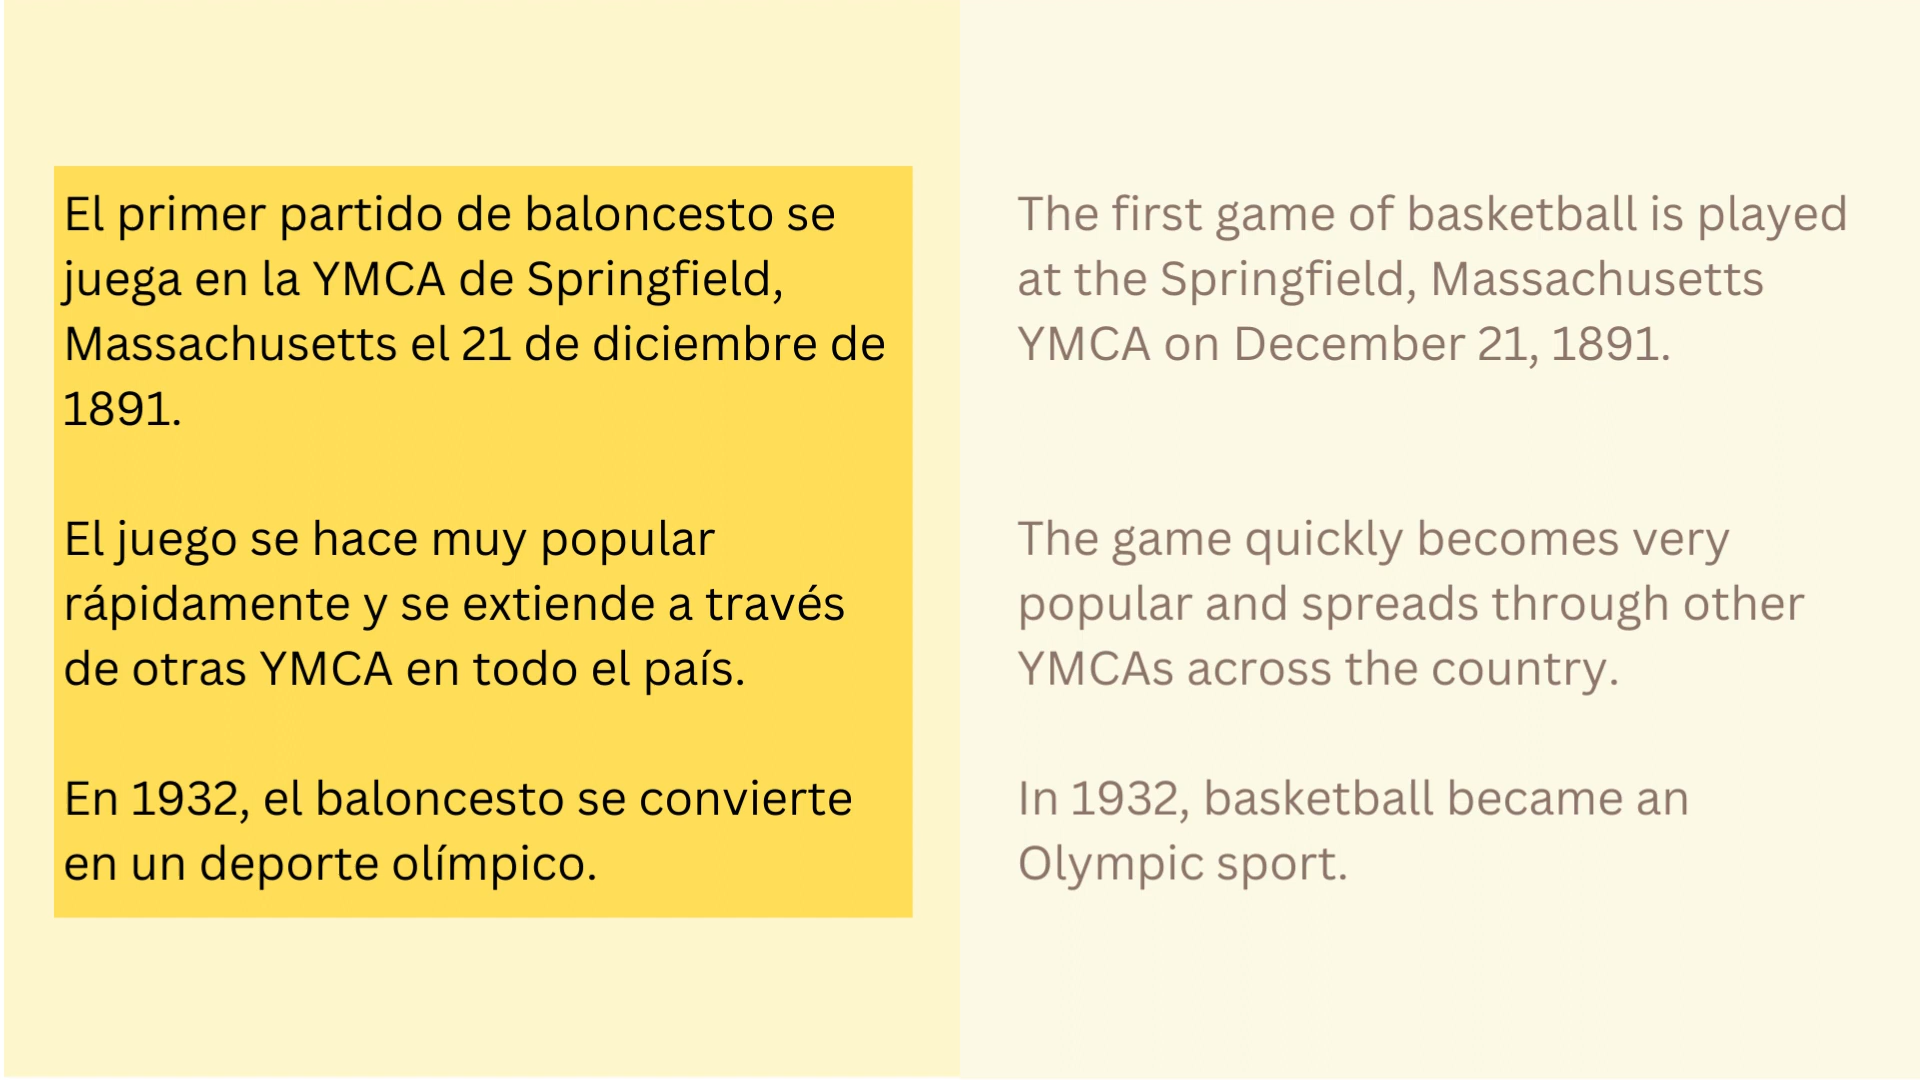 El primer partido de baloncesto se
juega en la YMCA de Springfield,
Massachusetts el 21 de diciembre de
1891.
El juego se hace muy popular
rápidamente y se extiende a través
de otras YMCA en todo el país.
En 1932, el baloncesto se convierte
en un deporte olímpico.
The first game of basketball is played
at the Springfield, Massachusetts
YMCA on December 21, 1891.
The game quickly becomes very
popular and spreads through other
YMCAs across the country.
In 1932, basketball became an
Olympic sport.